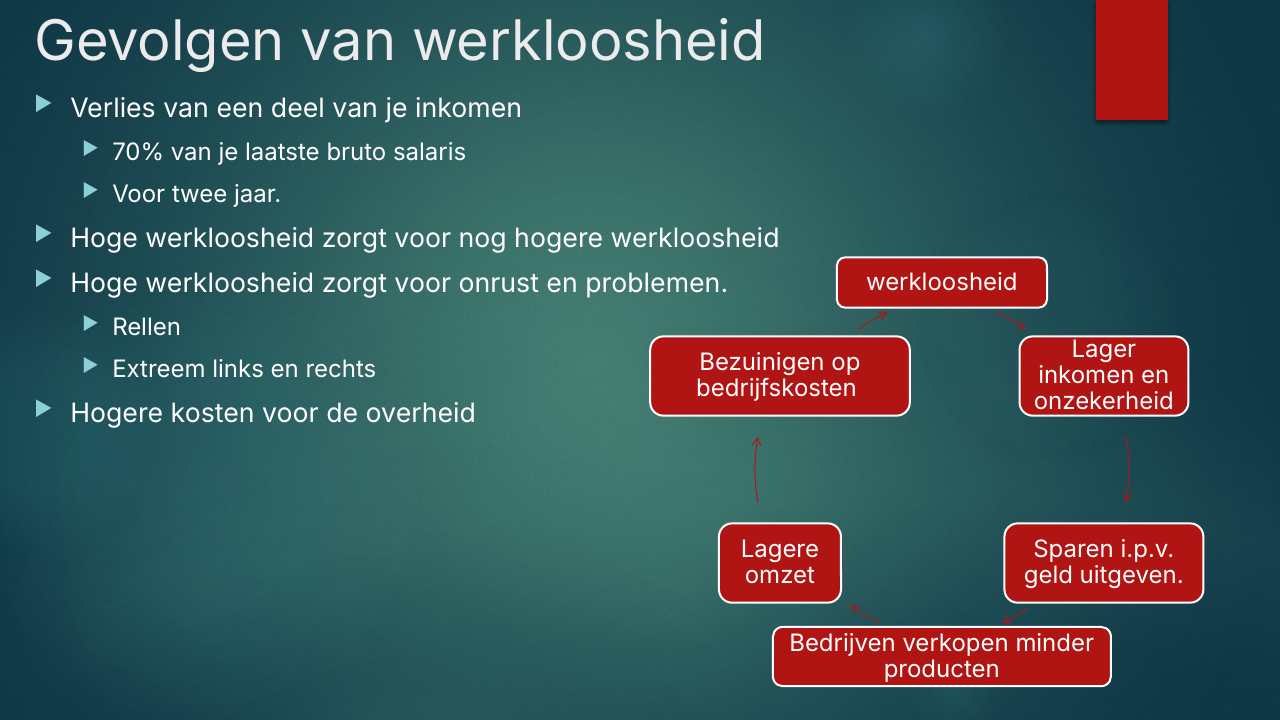 Gevolgen van werkloosheid
Verlies van een deel van je inkomen
70% van je laatste bruto salaris
Voor twee jaar.
Hoge werkloosheid zorgt voor nog hogere werkloosheid
Hoge werkloosheid zorgt voor onrust en problemen.
Rellen
Extreem links en rechts
Hogere kosten voor de overheid
werkloosheid
Lager
inkomen en
onzekerheid
Sparen i.p.v.
geld uitgeven.
Bedrijven verkopen minder
producten
Lagere
omzet
Bezuinigen op
bedrijfskosten